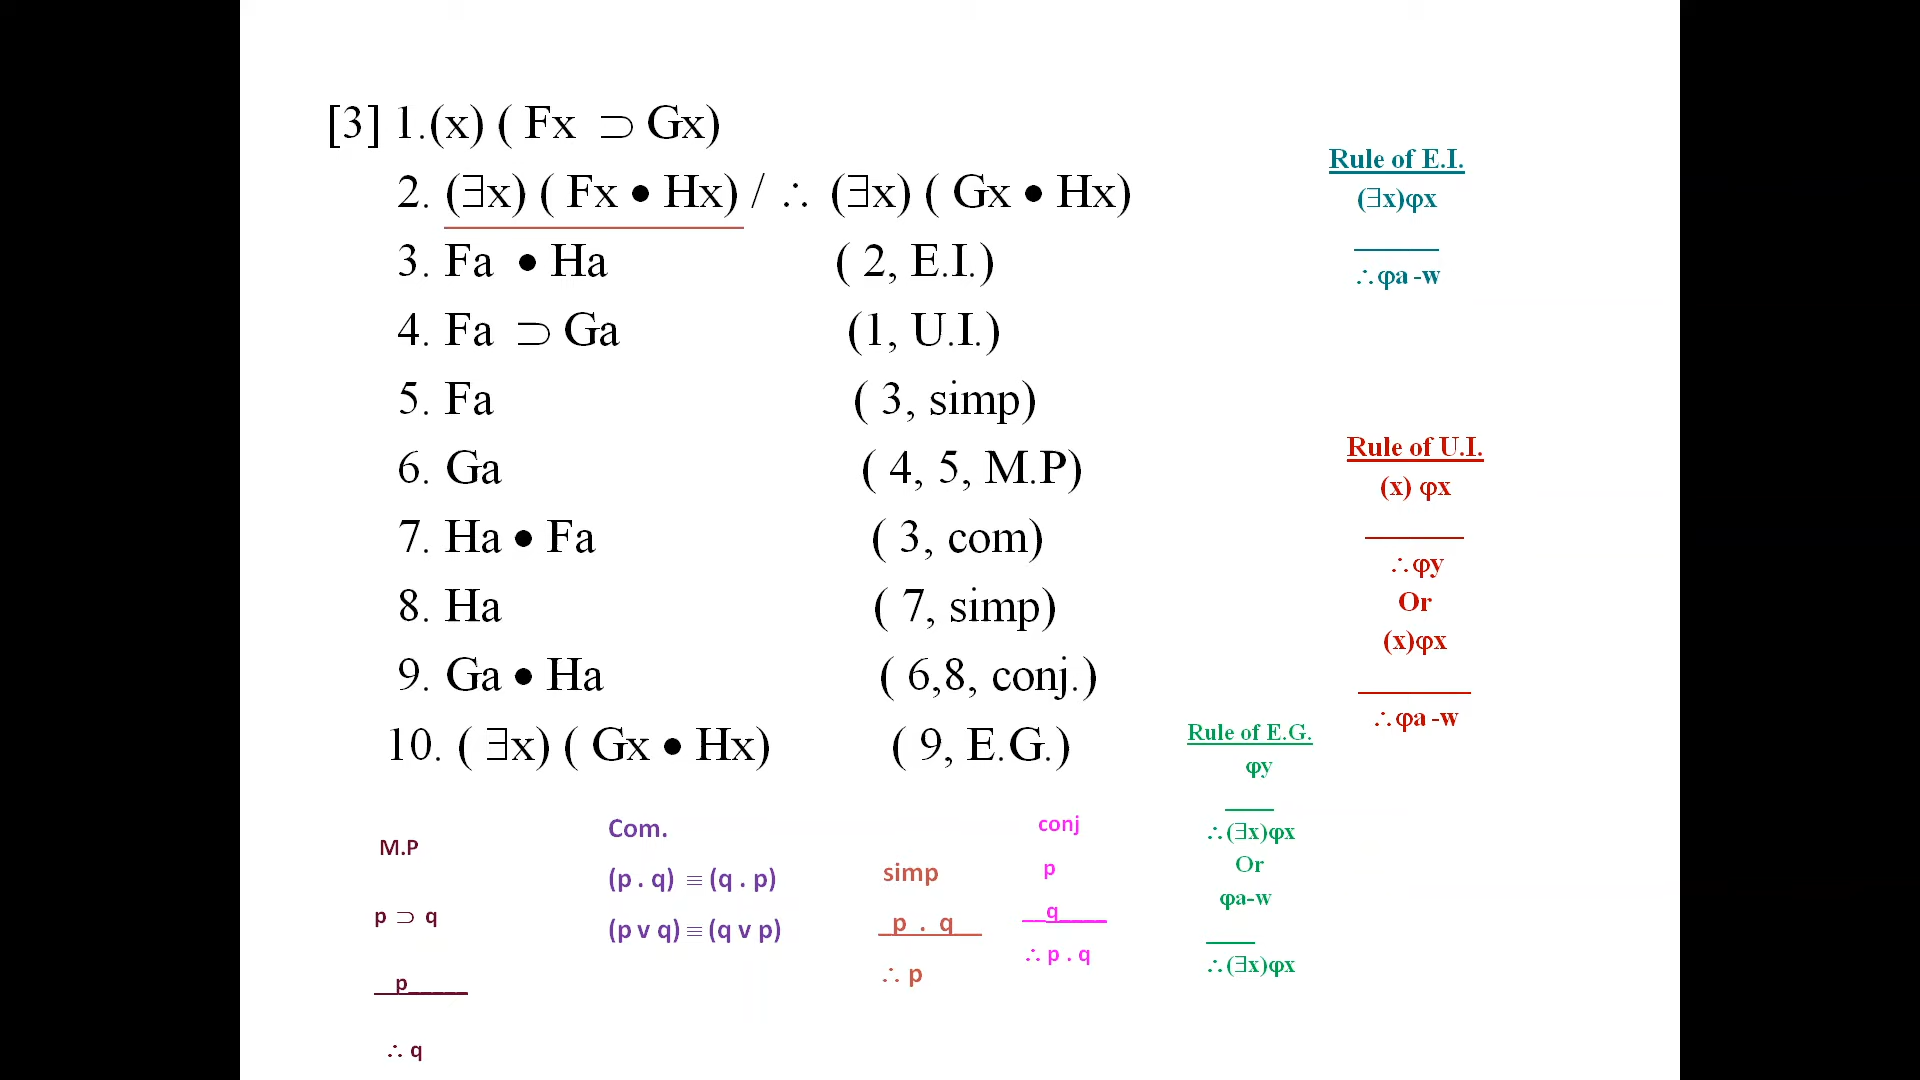 [3] 1.(x) ( Fx ⊃ Gx)
2. (∃x) ( Fx • Hx) / ∴ (∃x) ( Gx • Hx)
3. Fa • Ha ( 2, E.I.)
4. Fa ⊃ Ga (1, U.I.)
5. Fa ( 3, simp)
6. Ga ( 4, 5, M.P)
7. Ha • Fa ( 3, com)
8. Ha ( 7, simp)
9. Ga • Ha ( 6,8, conj.)
10. ( ∃x) ( Gx • Hx) ( 9, E.G.)
Rule of E.I.
(∃x)φx
∴φa -w
Rule of U.I.
(x) φx
∴φy
Or
(x)φx
∴φa -w
Rule of E.G.
φy
∴(∃x)φx
Or
φa-w
∴(∃x)φx
M.P
p ⊃ q
p
∴ q
Com.
(p . q) ≡ (q . p)
(p v q) ≡ (q v p)
simp
p . q
∴ p
conj
p
q
∴ p . q